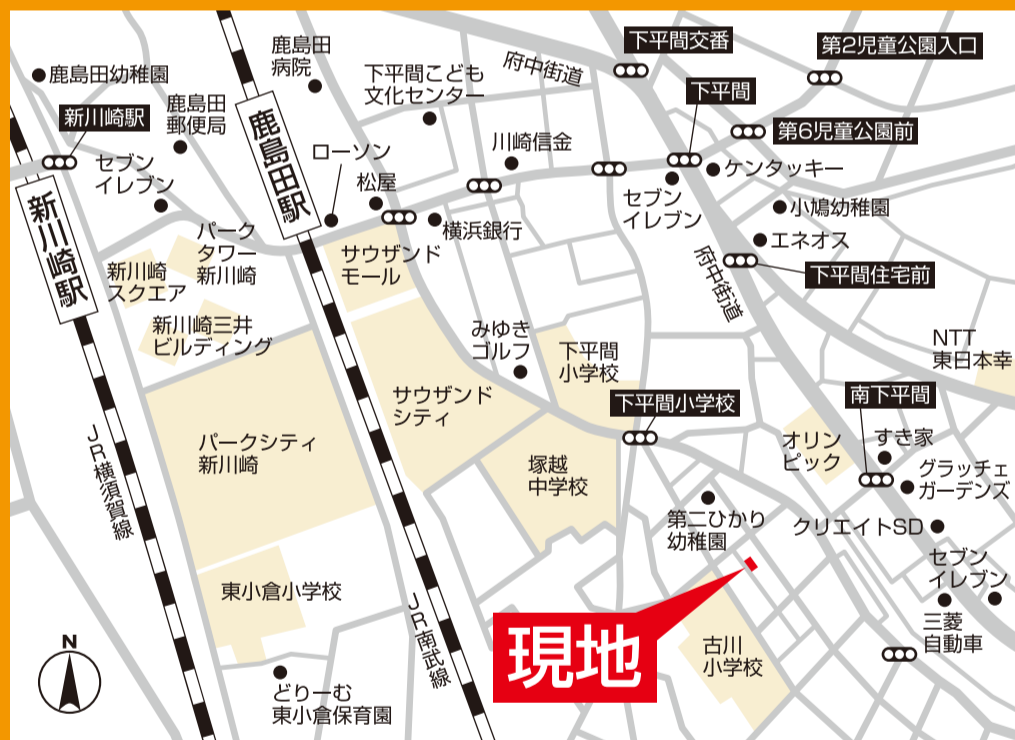 鹿島田幼稚園
新川崎駅
鹿島田
郵便局
セブン
イレブン
鹿島田
病院
鹿島田駅
ローソン
松屋
下平間こども
文化センター
川崎信金
横浜銀行
府中街道
下平間交番
下平間
第2児童公園入口
第6児童公園前
ケンタッキー
セブン
イレブン
小鳩幼稚園
エネオス
府中街道
下平間住宅前
新川崎駅
パーク
タワー
新川崎
新川崎
スクエア
新川崎三井
ビルディング
サウザンド
モール
みゆき
ゴルフ
下平間
小学校
NTT
東日本幸
サウザンド
シティ
下平間小学校
南下平間
パークシティ
新川崎
JR横須賀線
塚越
中学校
オリン
ピック
すき家
グラッチェ
ガーデンズ
第二ひかり
幼稚園
クリエイトSD
セブン
イレブン
東小倉小学校
JR南武線
三菱
自動車
現地
古川
小学校
N
どりーむ
東小倉保育園